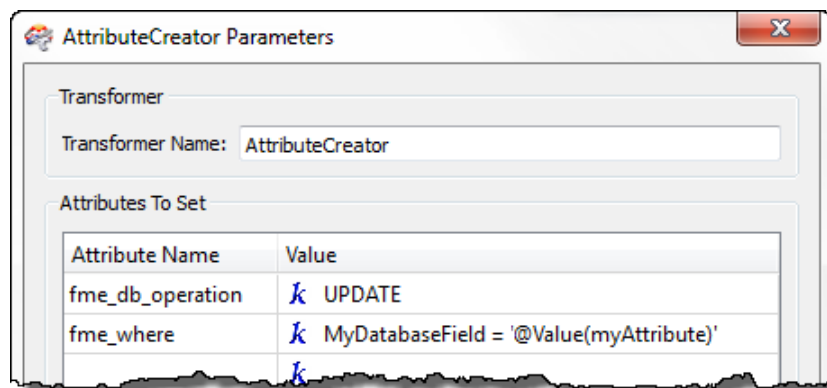 AttributeCreator Parameters
Transformer
Transformer Name: AttributeCreator
Attributes To Set
Attribute Name Value
fme_db_operation k UPDATE
fme_where k MyDatabaseField = '@Value(myAttribute)'
k